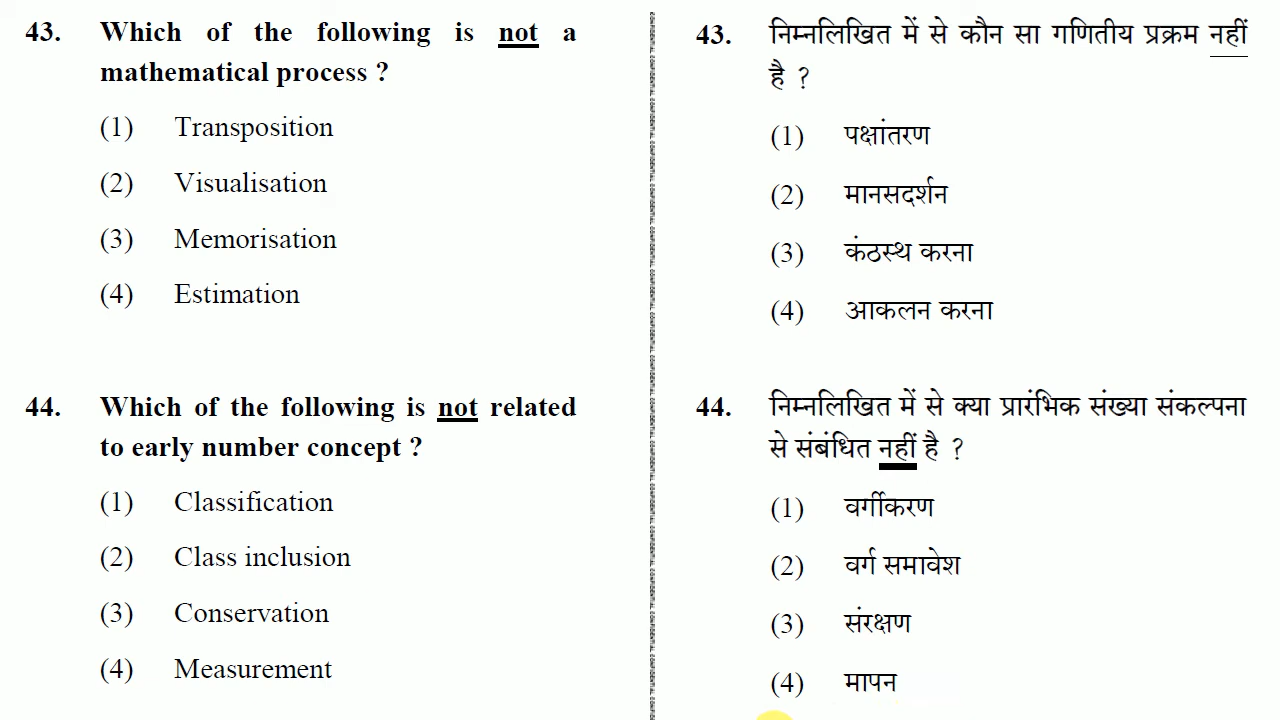 43. Which of the following is not a
mathematical process ?
(1) Transposition
(2) Visualisation
(3) Memorisation
(4) Estimation
44. Which of the following is not related
to early number concept ?
(1) Classification
(2) Class inclusion
(3) Conservation
(4) Measurement
43. निम्नलिखित में से कौन सा गणितीय प्रक्रम नहीं
है ?
(1) पक्षांतरण
(2) मानसदर्शन
(3) कंठस्थ करना
(4) आकलन करना
44. निम्नलिखित में से क्या प्रारंभिक संख्या संकल्पना
से संबंधित नहीं है ?
(1) वर्गीकरण
(2) वर्ग समावेश
(3) संरक्षण
(4) मापन